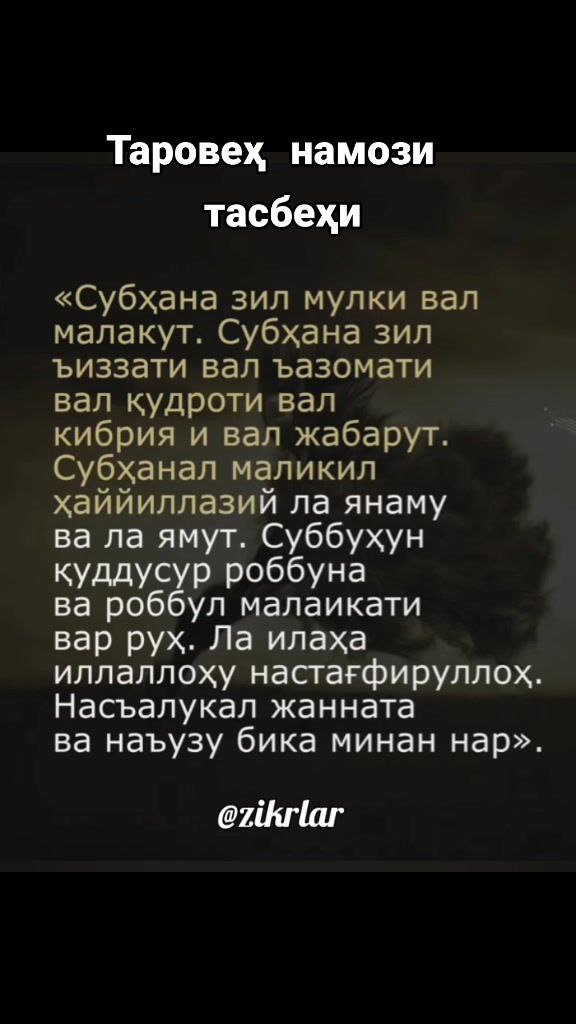 Таровеҳ намози
тасбеҳи
«Субҳана зил мулки вал
малакут. Субҳана зил
ъиззати вал ъазомати
вал қудроти вал
кибрия и вал жабарут.
Субҳанал маликил
ҳаййиллазий ла янаму
ва ла ямут. Суббуҳун
қуддусур роббуна
ва роббул малаикати
вар руҳ. Ла илаҳа
иллаллоҳу настағфируллоҳ.
Насъалукал жанната
ва наъузу бика минан нар».
@zikrlar